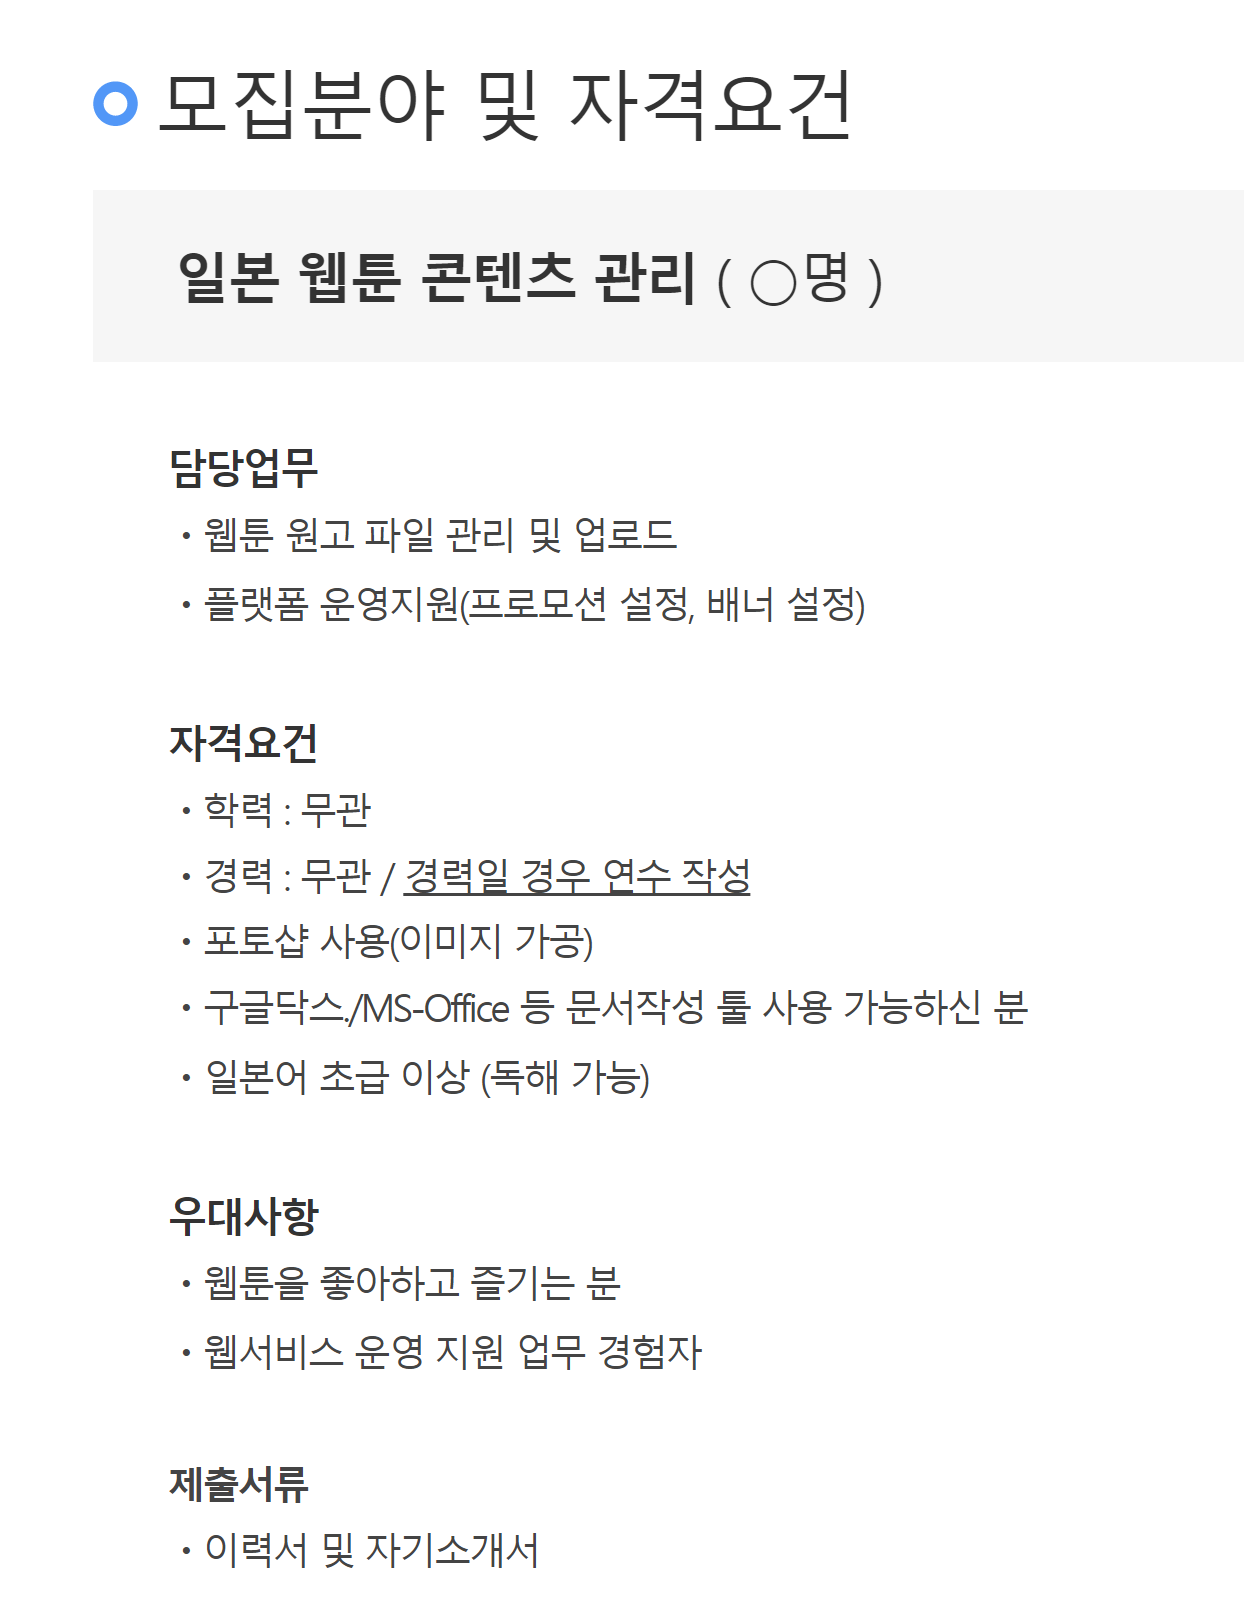 모집분야 및 자격요건
일본 웹툰 콘텐츠 관리 ( ◯명 )
담당업무
• 웹툰 원고 파일 관리 및 업로드
• 플랫폼 운영지원(프로모션 설정, 배너 설정)
자격요건
• 학력 : 무관
• 경력 : 무관 / 경력일 경우 연수 작성
• 포토샵 사용(이미지 가공)
• 구글닥스./MS-Office 등 문서작성 툴 사용 가능하신 분
• 일본어 초급 이상 (독해 가능)
우대사항
• 웹툰을 좋아하고 즐기는 분
• 웹서비스 운영 지원 업무 경험자
제출서류
• 이력서 및 자기소개서